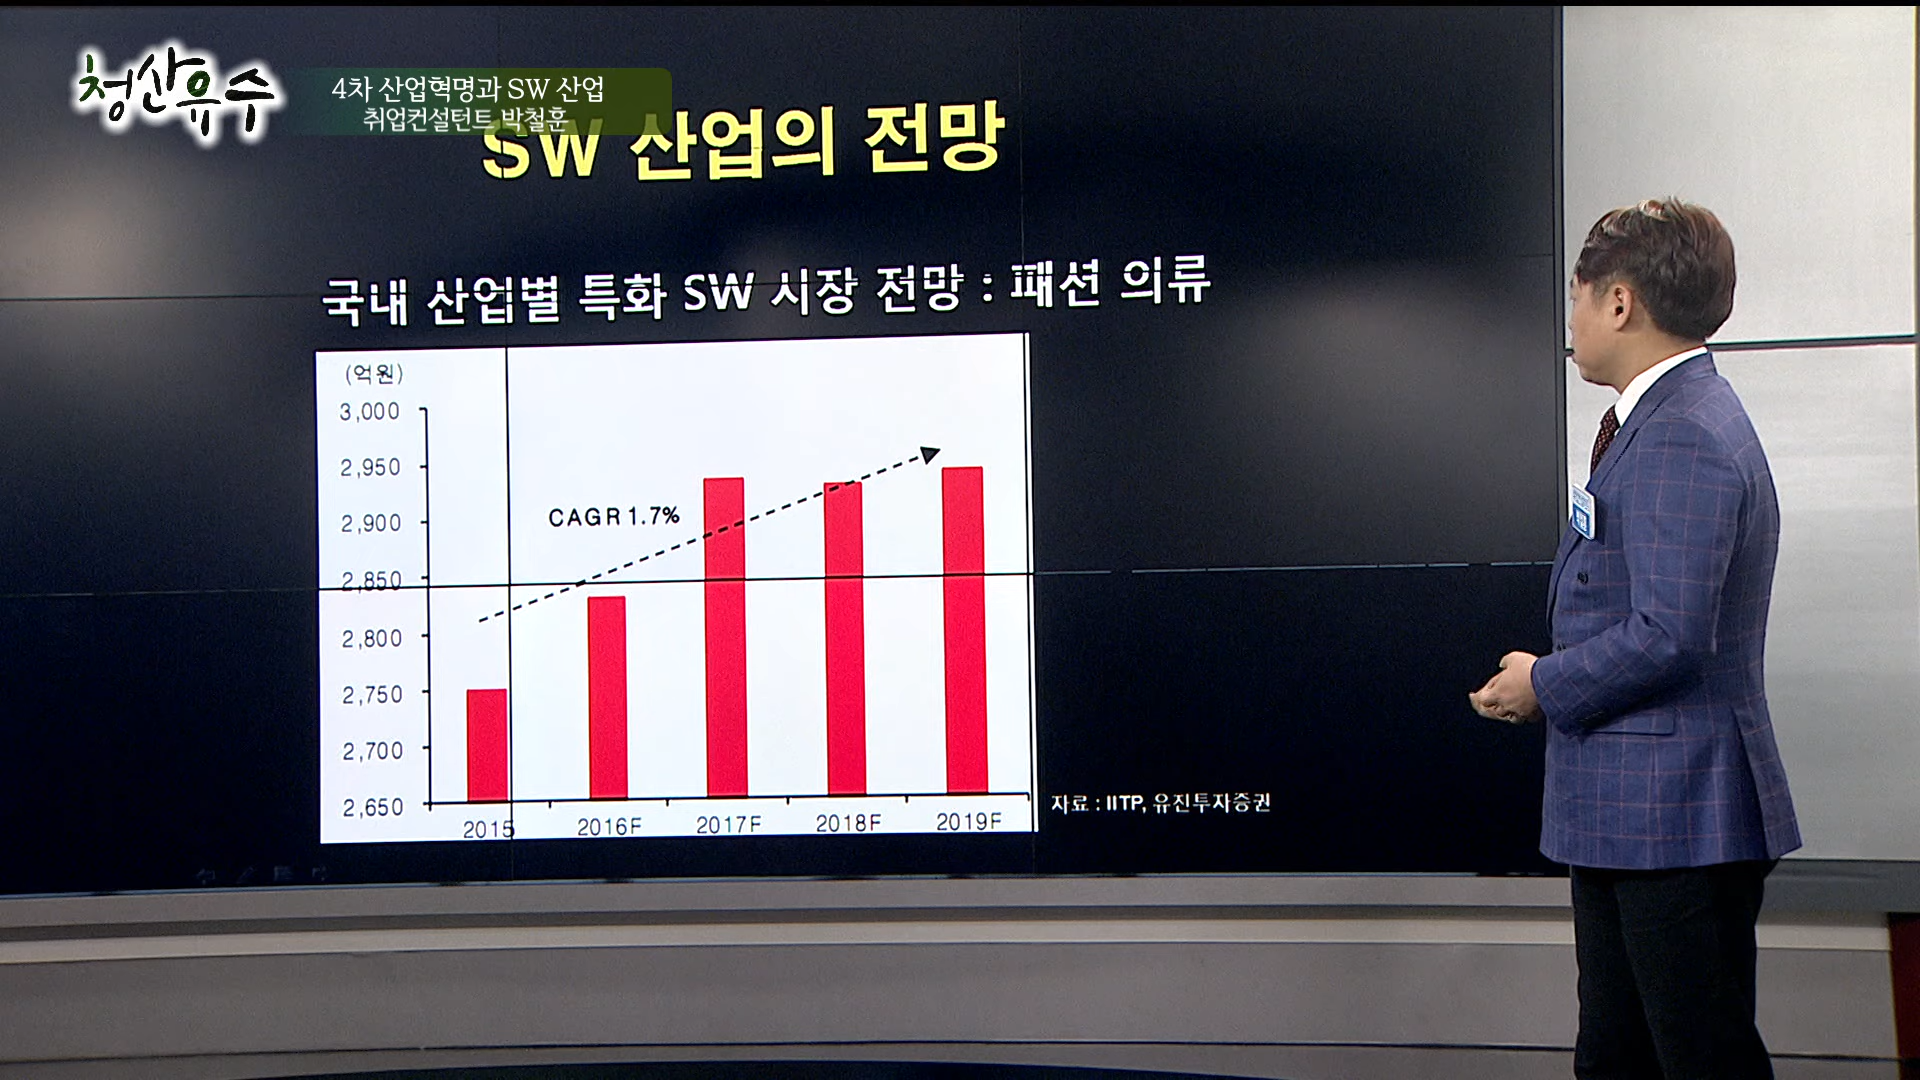 청산유수
4차 산업혁명과 SW 산업
취업컨설턴트 박철훈
SW 산업의 전망
국내 산업별 특화 SW 시장 전망 : 패션 의류
(억원)
3,000
2,950
2,900
2,850
2,800
2,750
2,700
2,650
CAGR 1.7%
2015 2016F 2017F 2018F 2019F
자료 : IITP, 유진투자증권